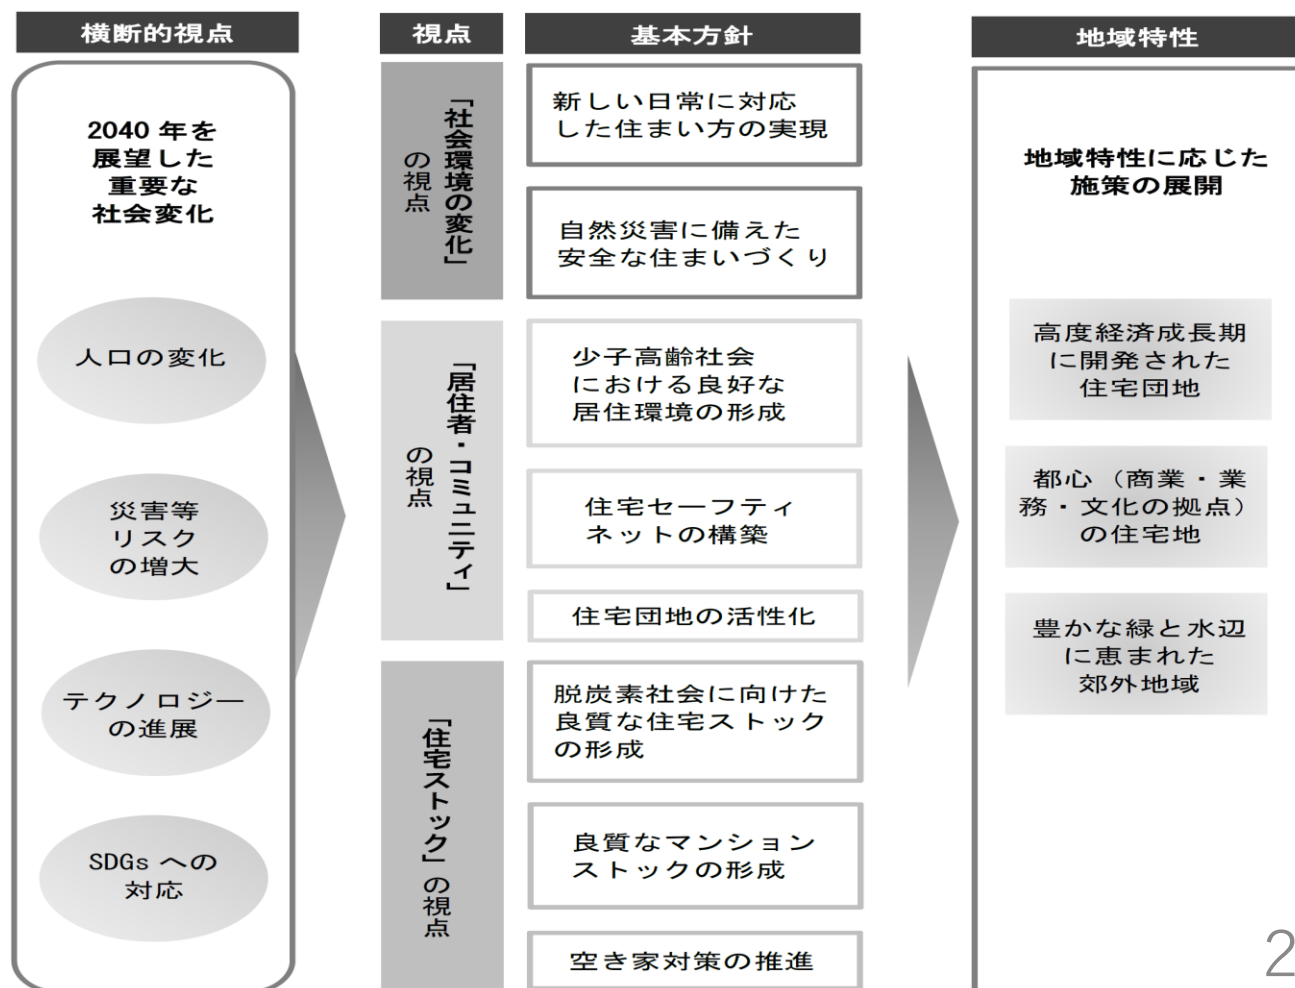 横断的視点
2040 年を
展望した
重要な
社会変化
人口の変化
災害等
リスク
の増大
テクノロジー
の進展
SDGs への
対応
視点
基本方針
「社会環境の変化」
の視点
新しい日常に対応
した住まい方の実現
自然災害に備えた
安全な住まいづくり
「居住者・コミュニティ」
の視点
少子高齢社会
における良好な
居住環境の形成
住宅セーフティ
ネットの構築
住宅団地の活性化
「住宅ストック」の視点
脱炭素社会に向けた
良質な住宅ストック
の形成
良質なマンション
ストックの形成
空き家対策の推進
地域特性
地域特性に応じた
施策の展開
高度経済成長期
に開発された
住宅団地
都心（商業・業
務・文化の拠点）
の住宅地
豊かな緑と水辺
に恵まれた
郊外地域
2